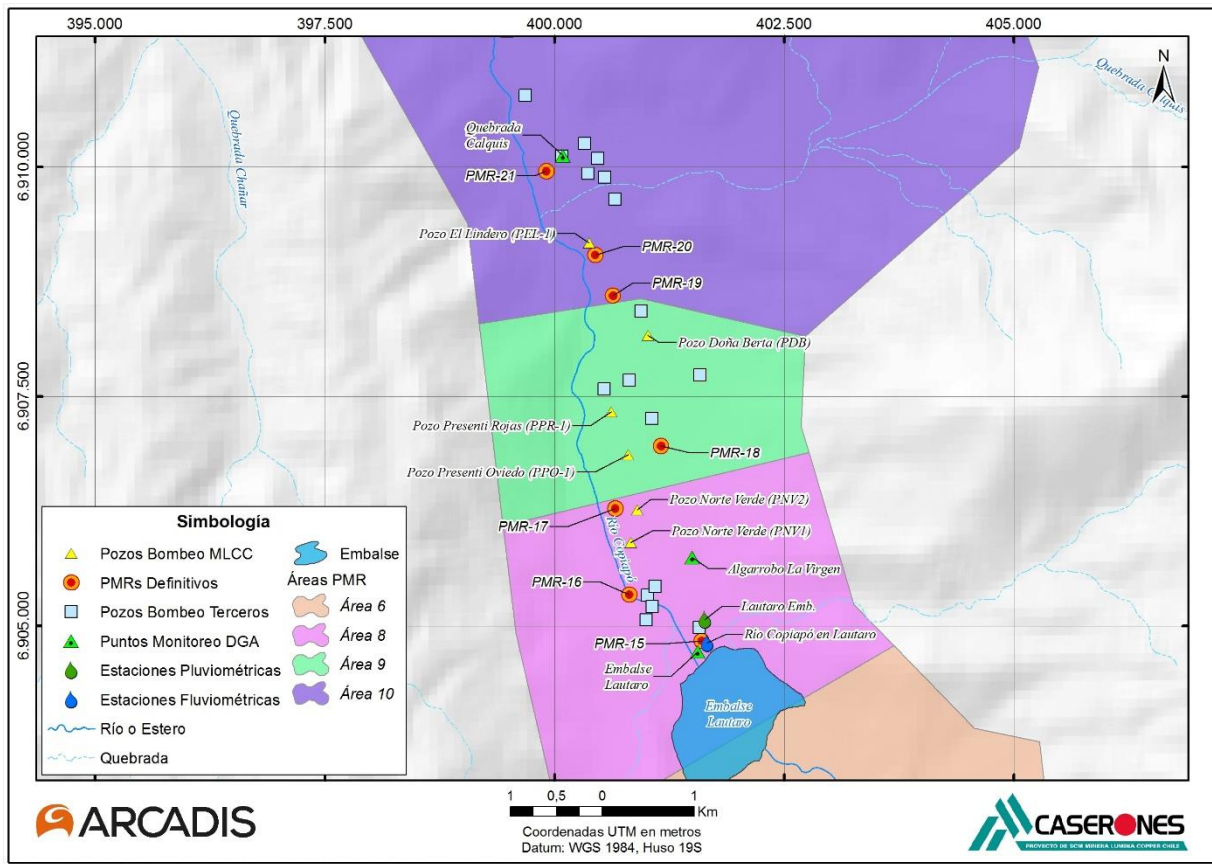 395.000
397.500
400.000
402.500
405.000
6.910.000
6.907.500
6.905.000
N
Quebrada Chañar
Quebrada Calquis
Quebrada
Calquis
PMR-21
Pozo El Lindero (PEL-1)
PMR-20
PMR-19
Pozo Doña Berta (PDB)
Pozo Presenti Rojas (PPR-1)
PMR-18
Pozo Presenti Oviedo (PPO-1)
Pozo Norte Verde (PNV2)
PMR-17
Río Copiapó
Pozo Norte Verde (PNV1)
Algarrobo La Virgen
PMR-16
Lautaro Emb.
PMR-15
Río Copiapó en Lautaro
Embalse
Lautaro
Embalse
Lautaro
Simbología
Pozos Bombeo MLCC
PMRs Definitivos
Pozos Bombeo Terceros
Puntos Monitoreo DGA
Estaciones Pluviométricas
Estaciones Fluviométricas
Río o Estero
Quebrada
Embalse
Áreas PMR
Área 6
Área 8
Área 9
Área 10
ARCADIS
1 0,5 0 1
Km
Coordenadas UTM en metros
Datum: WGS 1984, Huso 19S
CASERONES
PROYECTO DE SCM MINERA LUMINA COPPER CHILE